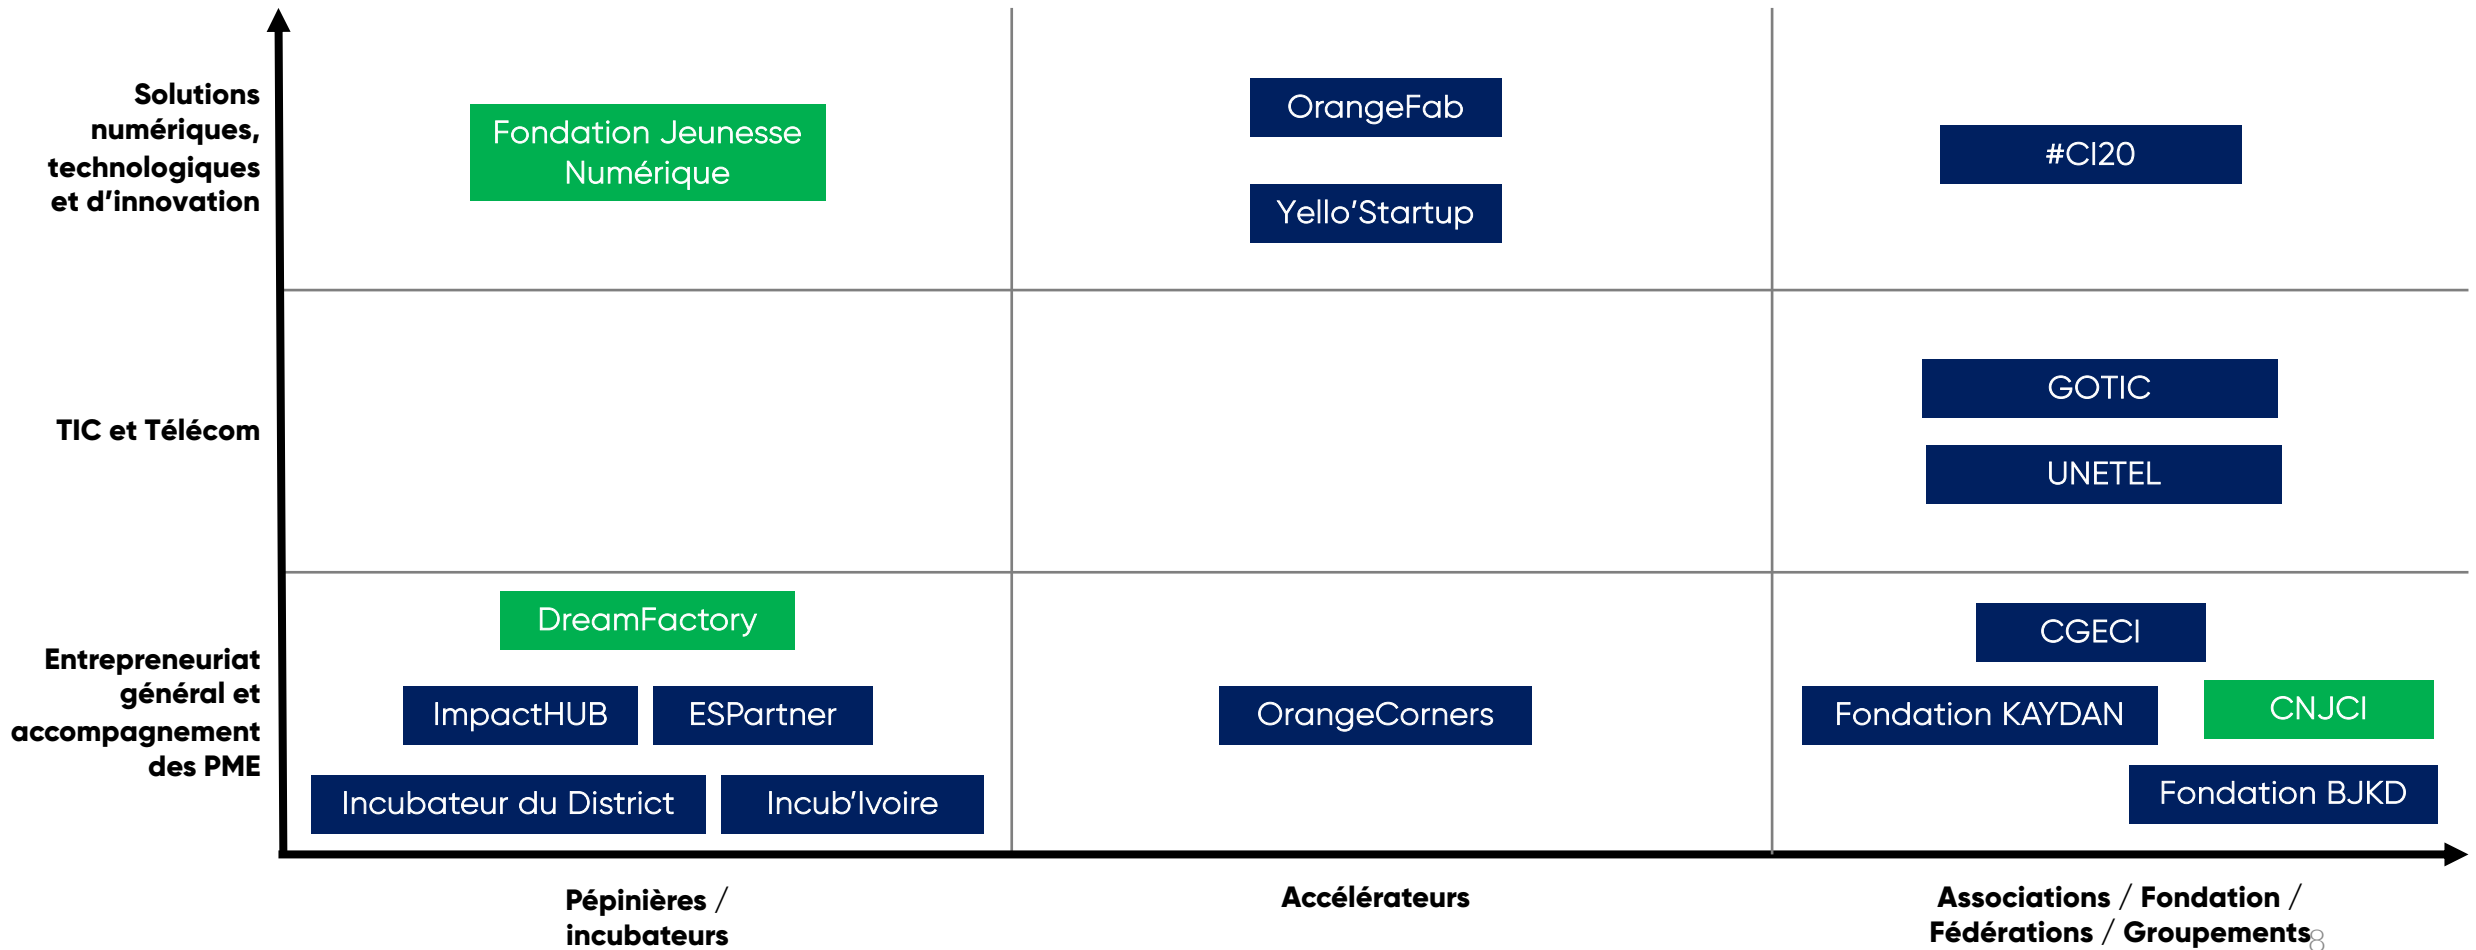 Solutions
numériques,
technologiques
et d’innovation
Fondation Jeunesse
Numérique
OrangeFab
Yello’Startup
#CI20
TIC et Télécom
GOTIC
UNETEL
Entrepreneuriat
général et
accompagnement
des PME
DreamFactory
ImpactHUB
ESPartner
Incubateur du District
Incub’Ivoire
OrangeCorners
CGECI
Fondation KAYDAN
CNJCI
Fondation BJKD
Pépinières /
incubateurs
Accélérateurs
Associations / Fondation /
Fédérations / Groupements
8